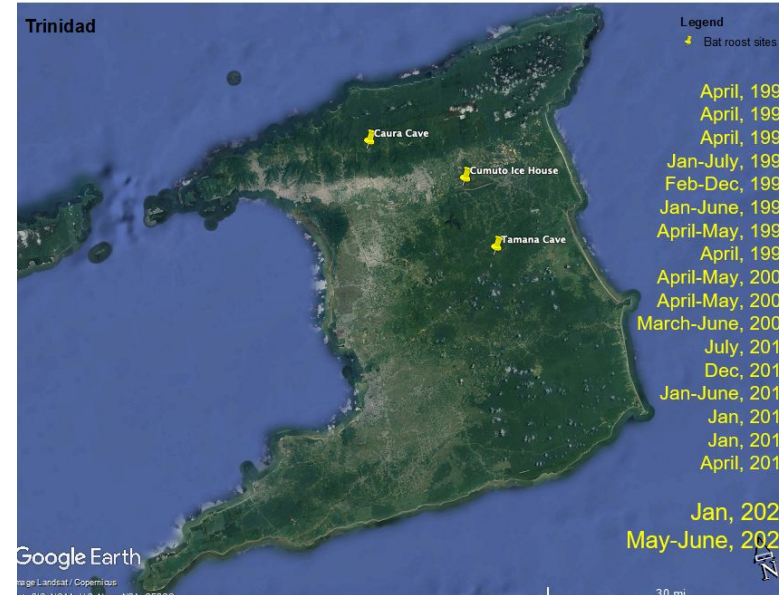 Trinidad
Legend
Bat roost sites
April, 199
April, 199
April, 199
Caura Cave
Jan-July, 199
Cumuto Ice House
Feb-Dec, 199
Jan-June, 199
April-May, 199
Tamana Cave
April, 199
April-May, 200
April-May, 200
March-June, 200
July, 201
Dec, 201
Jan-June, 201
Jan, 201
Jan, 201
April, 201
Jan, 202
May-June, 202
Google Earth
mage Landsat / Copernicus
N
30 mi